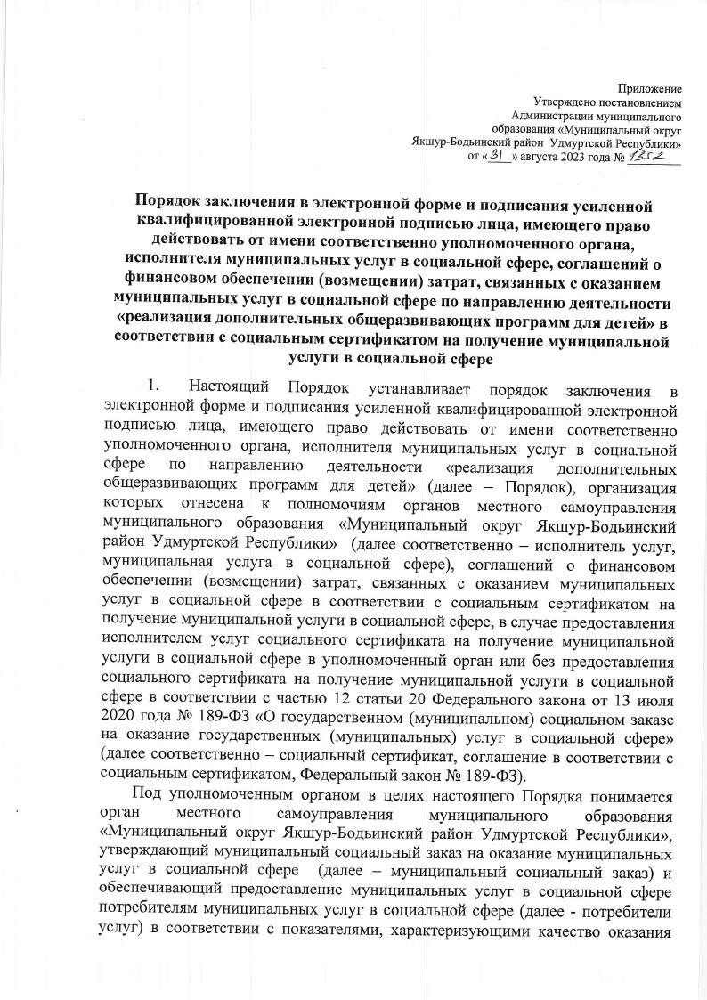 Приложение
Утверждено постановлением
Администрации муниципального
образования «Муниципальный округ
Якшур-Бодьинский район Удмуртской Республики»
от «31» августа 2023 года № 1352
Порядок заключения в электронной форме и подписания усиленной
квалифицированной электронной подписью лица, имеющего право
действовать от имени соответственно уполномоченного органа,
исполнителя муниципальных услуг в социальной сфере, соглашений о
финансовом обеспечении (возмещении) затрат, связанных с оказанием
муниципальных услуг в социальной сфере по направлению деятельности
«реализация дополнительных общеразвивающих программ для детей» в
соответствии с социальным сертификатом на получение муниципальной
услуги в социальной сфере
1. Настоящий Порядок устанавливает порядок заключения в
электронной форме и подписания усиленной квалифицированной электронной
подписью лица, имеющего право действовать от имени соответственно
уполномоченного органа, исполнителя муниципальных услуг в социальной
сфере по направлению деятельности «реализация дополнительных
общеразвивающих программ для детей» (далее – Порядок), организация
которых отнесена к полномочиям органов местного самоуправления
муниципального образования «Муниципальный округ Якшур-Бодьинский
район Удмуртской Республики» (далее соответственно – исполнитель услуг,
муниципальная услуга в социальной сфере), соглашений о финансовом
обеспечении (возмещении) затрат, связанных с оказанием муниципальных
услуг в социальной сфере в соответствии с социальным сертификатом на
получение муниципальной услуги в социальной сфере, в случае предоставления
исполнителем услуг социального сертификата на получение муниципальной
услуги в социальной сфере в уполномоченный орган или без предоставления
социального сертификата на получение муниципальной услуги в социальной
сфере в соответствии с частью 12 статьи 20 Федерального закона от 13 июля
2020 года № 189-ФЗ «О государственном (муниципальном) социальном заказе
на оказание государственных (муниципальных) услуг в социальной сфере»
(далее соответственно – социальный сертификат, соглашение в соответствии с
социальным сертификатом, Федеральный закон № 189-ФЗ).
Под уполномоченным органом в целях настоящего Порядка понимается
орган местного самоуправления муниципального образования
«Муниципальный округ Якшур-Бодьинский район Удмуртской Республики»,
утверждающий муниципальный социальный заказ на оказание муниципальных
услуг в социальной сфере (далее – муниципальный социальный заказ) и
обеспечивающий предоставление муниципальных услуг в социальной сфере
потребителям муниципальных услуг в социальной сфере (далее - потребители
услуг) в соответствии с показателями, характеризующими качество оказания